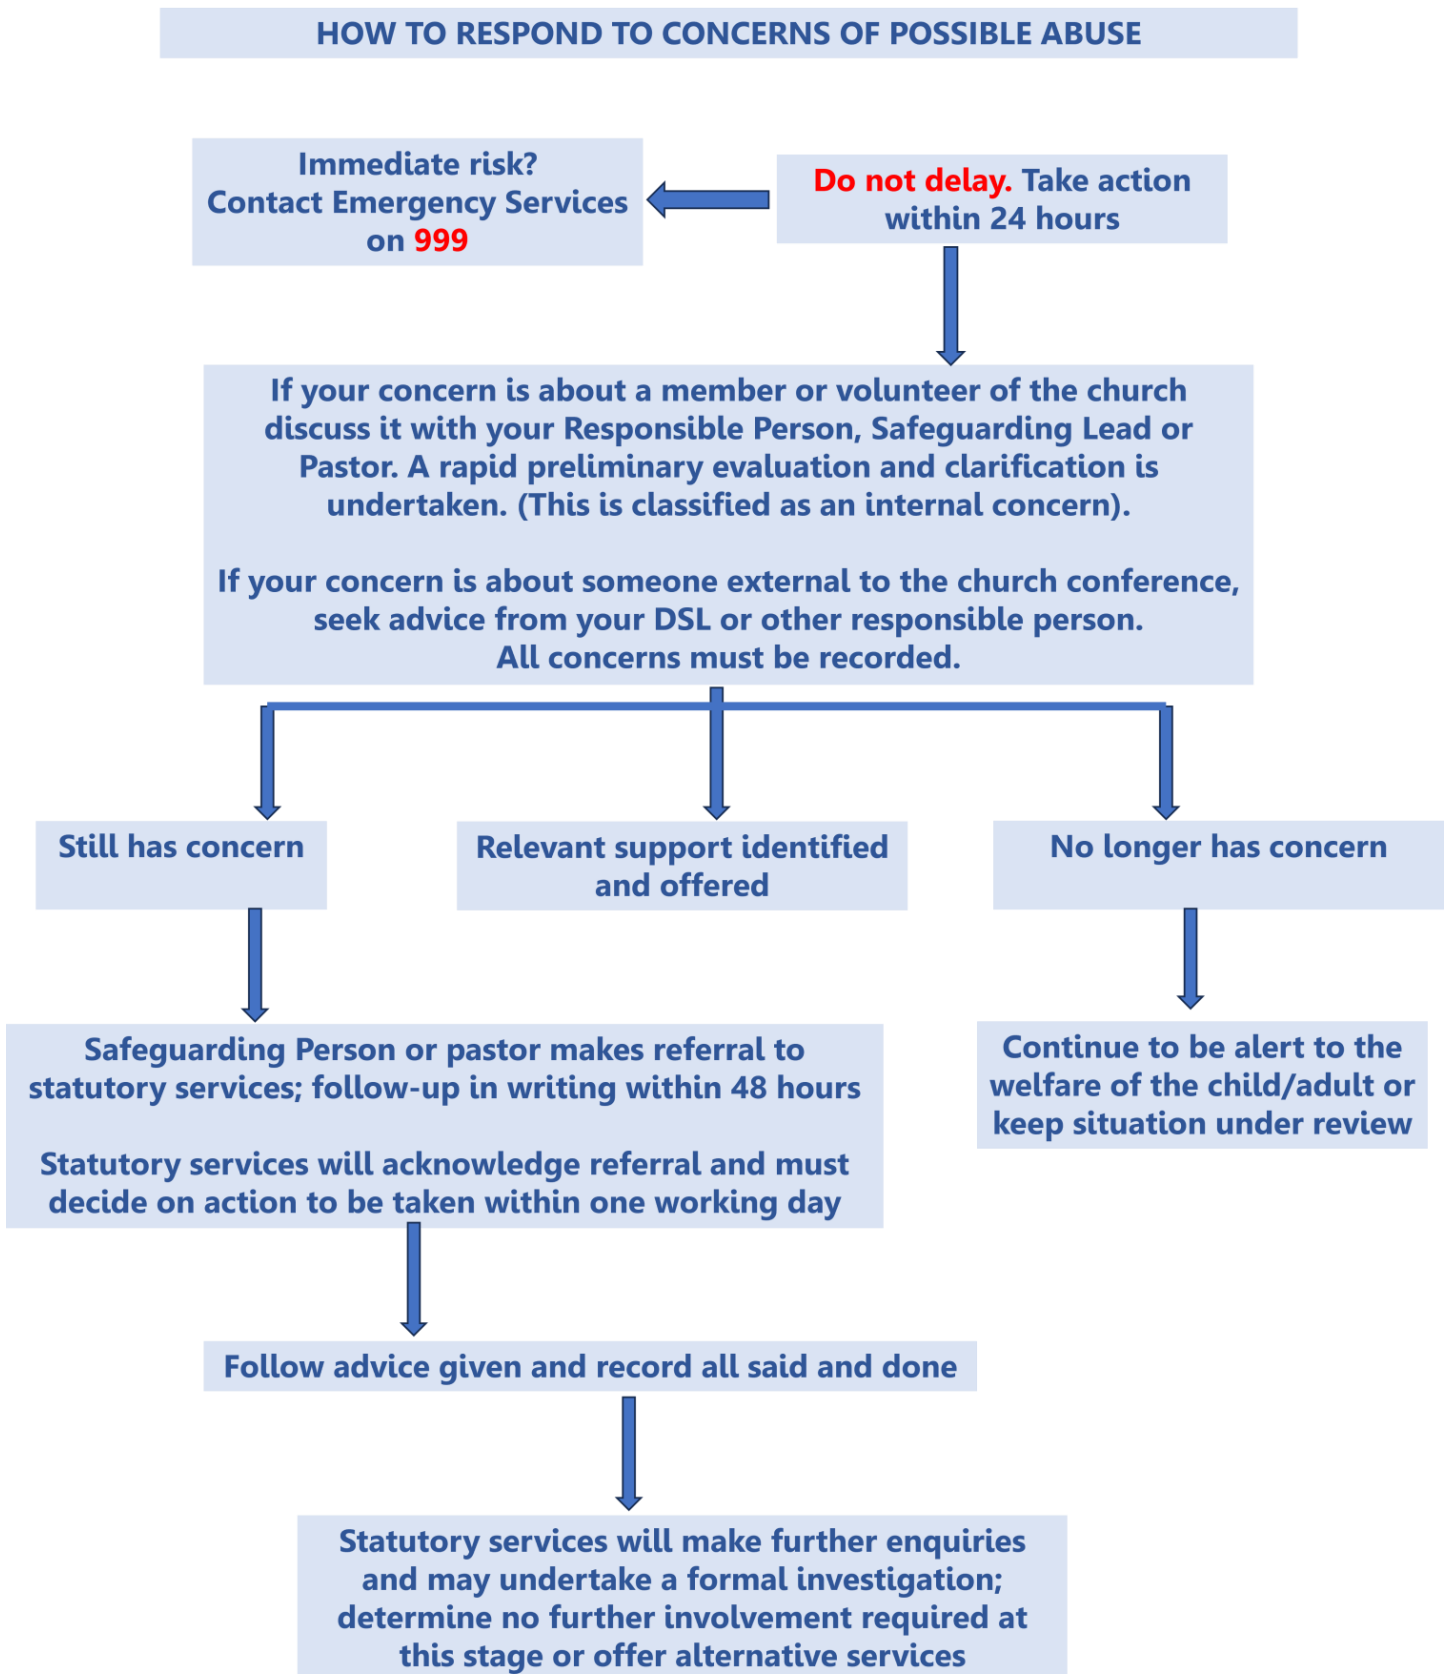 HOW TO RESPOND TO CONCERNS OF POSSIBLE ABUSE
Immediate risk?
Contact Emergency Services
on 999
Do not delay. Take action
within 24 hours
If your concern is about a member or volunteer of the church
discuss it with your Responsible Person, Safeguarding Lead or
Pastor. A rapid preliminary evaluation and clarification is
undertaken. (This is classified as an internal concern).
If your concern is about someone external to the church conference,
seek advice from your DSL or other responsible person.
All concerns must be recorded.
Still has concern
Relevant support identified
and offered
No longer has concern
Safeguarding Person or pastor makes referral to
statutory services; follow-up in writing within 48 hours
Statutory services will acknowledge referral and must
decide on action to be taken within one working day
Continue to be alert to the
welfare of the child/adult or
keep situation under review
Follow advice given and record all said and done
Statutory services will make further enquiries
and may undertake a formal investigation;
determine no further involvement required at
this stage or offer alternative services